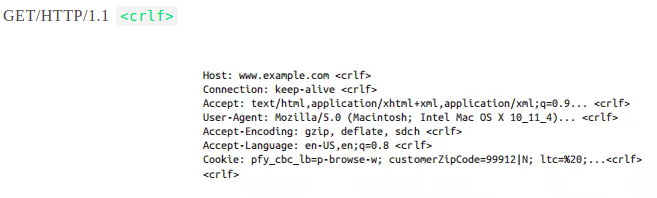 GET/HTTP/1.1 <crlf>
Host: www.example.com <crlf>
Connection: keep-alive <crlf>
Accept: text/html,application/xhtml+xml,application/xml;q=0.9... <crlf>
User-Agent: Mozilla/5.0 (Macintosh; Intel Mac OS X 10_11_4)... <crlf>
Accept-Encoding: gzip, deflate, sdch <crlf>
Accept-Language: en-US,en;q=0.8 <crlf>
Cookie: pfy_cbc_lb=p-browse-w; customerZipCode=99912|N; ltc=%20;...<crlf>
<crlf>